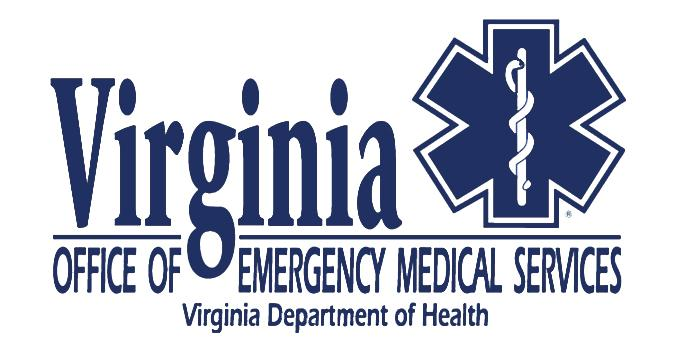 Virginia
OFFICE OF EMERGENCY MEDICAL SERVICES
Virginia Department of Health
®